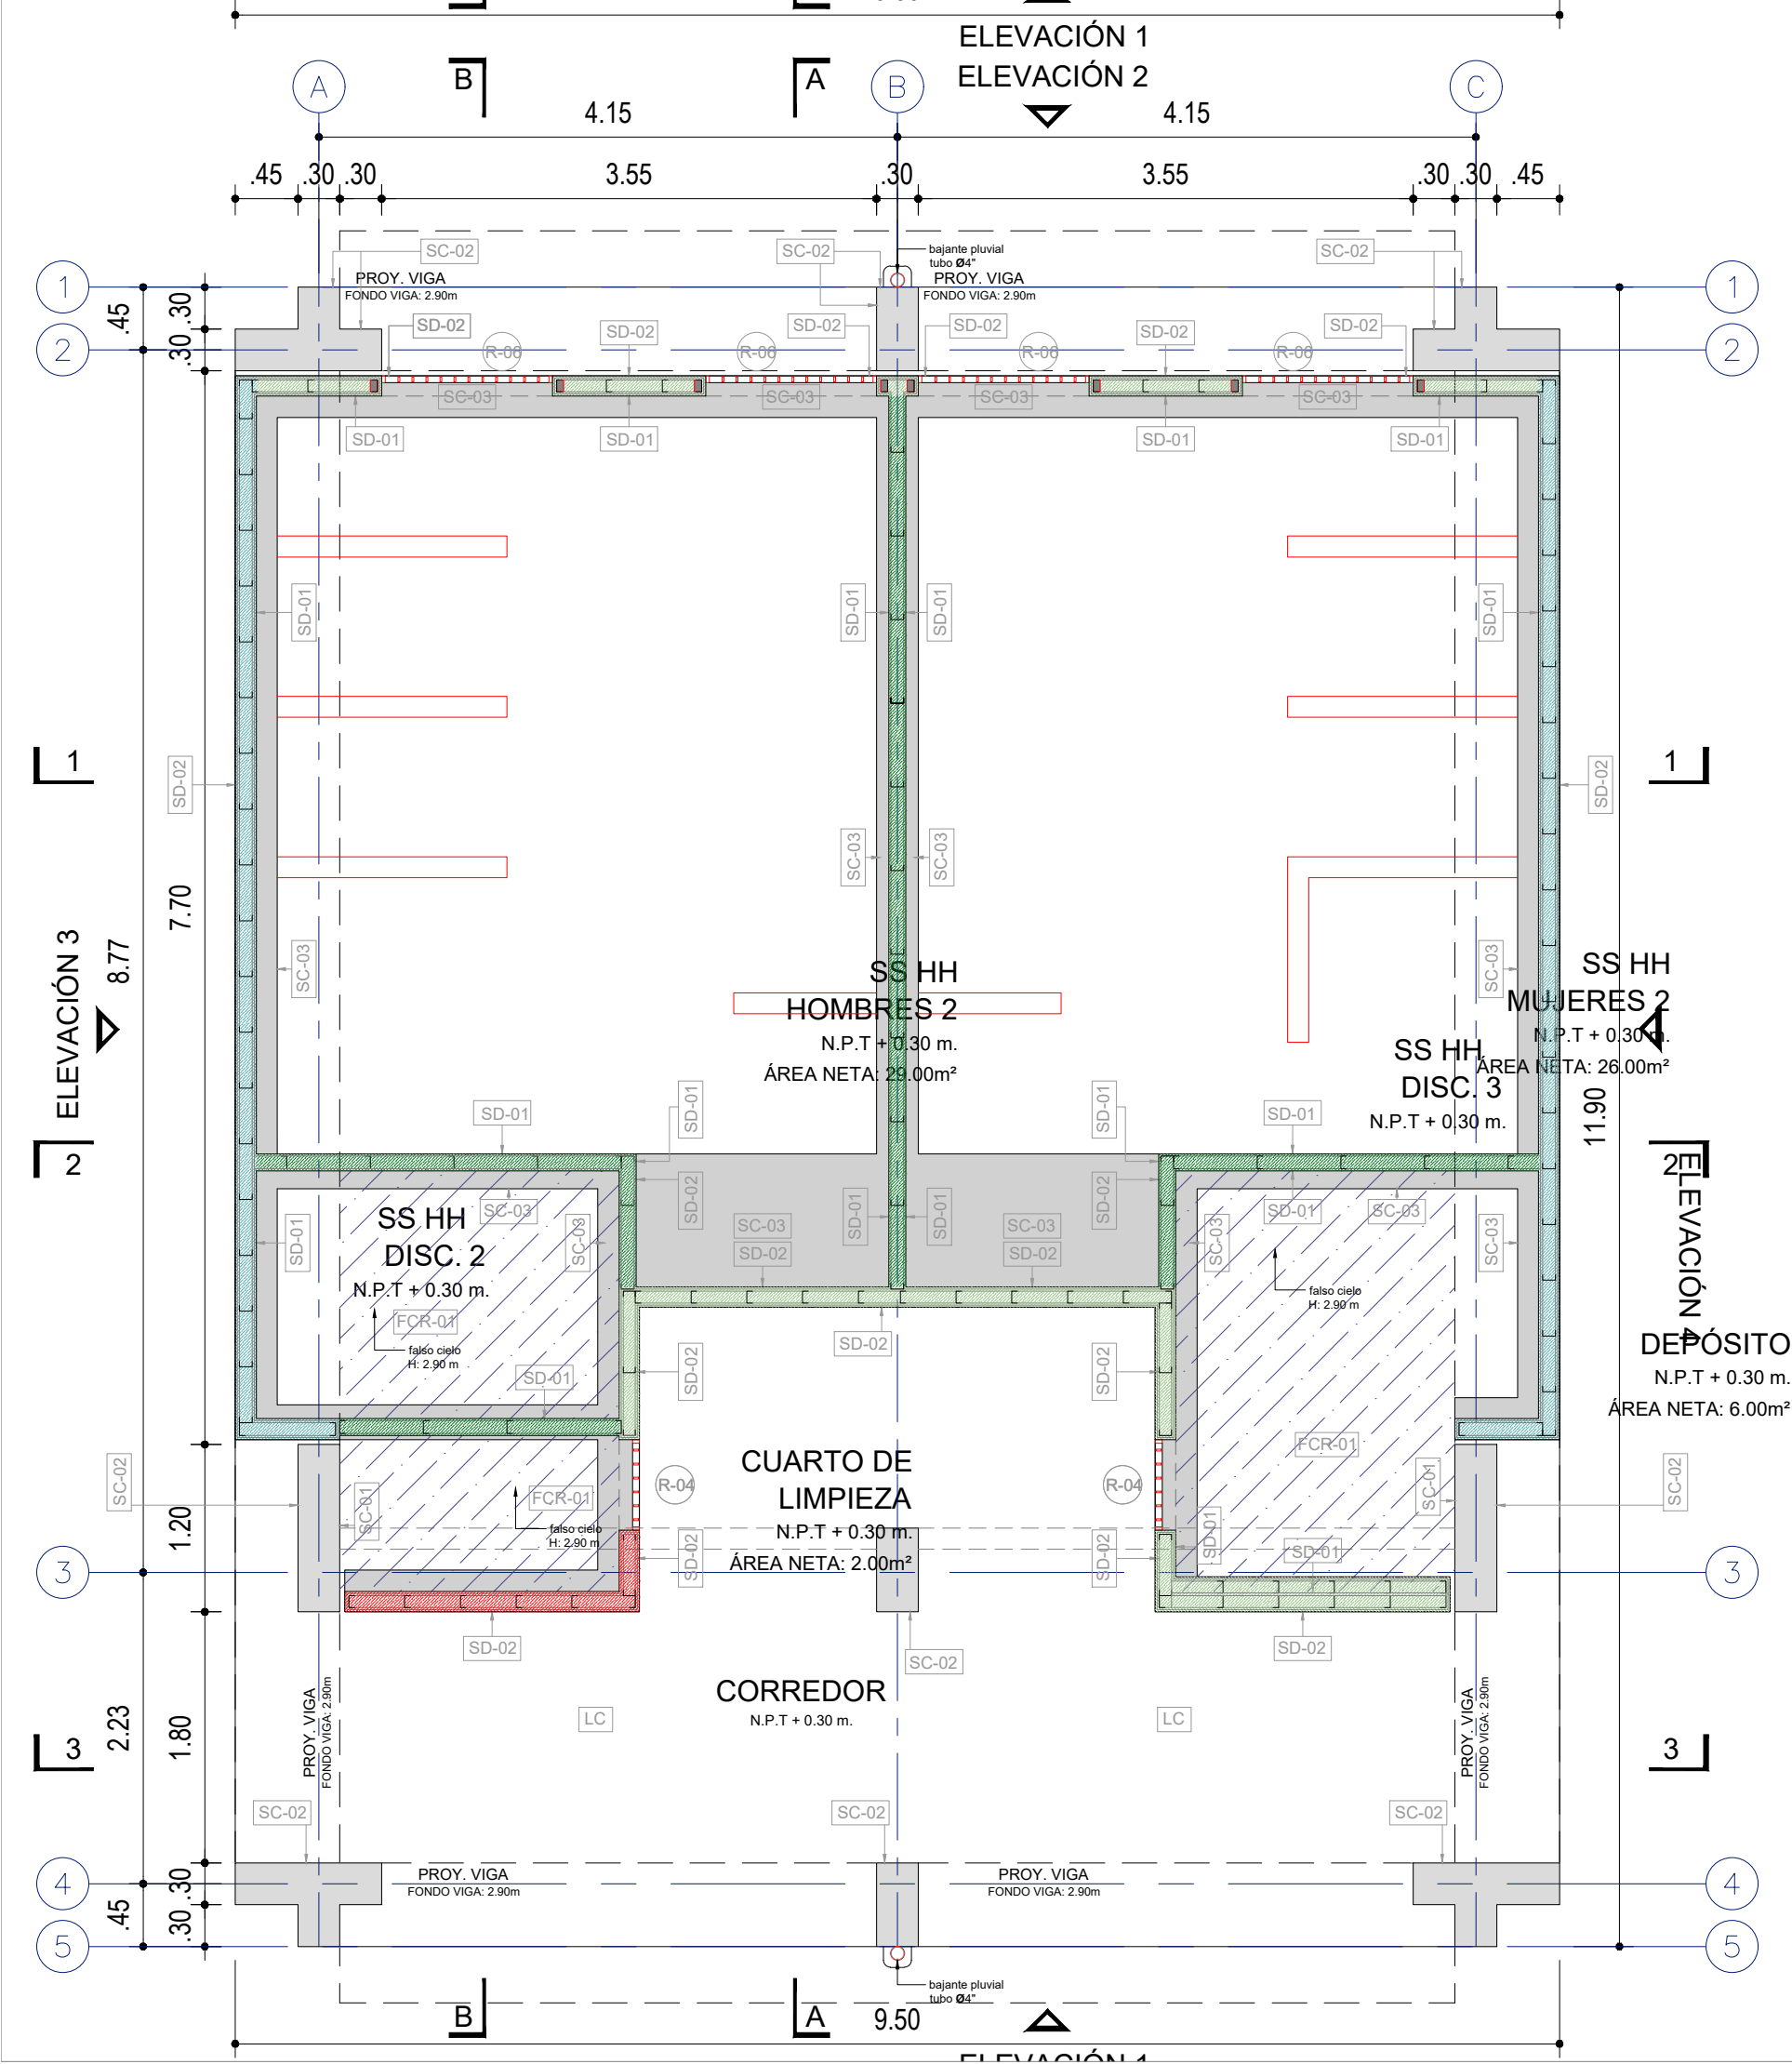 ELEVACIÓN 1
ELEVACIÓN 2
B
A
A
B
C
4.15
4.15
.45
.30
.30
3.55
.30
3.55
.30
.30
.45
SC-02
SC-02
SC-02
bajante pluvial
tubo Ø4"
PROY. VIGA
FONDO VIGA: 2.90m
PROY. VIGA
FONDO VIGA: 2.90m
1
1
.45
.30
2
2
.30
SD-02
SD-02
SD-02
SD-02
SD-02
SD-02
R-06
R-06
R-06
R-06
SC-03
SC-03
SC-03
SC-03
SD-01
SD-01
SD-01
SD-01
SD-01
SD-01
SD-01
SD-01
1
1
SD-02
SD-02
SC-03
SC-03
7.70
8.77
ELEVACIÓN 3
SC-03
SC-03
SS HH
HOMBRES 2
N.P.T + 0.30 m.
ÁREA NETA: 29.00m²
SS HH
MUJERES 2
N.P.T + 0.30 m.
ÁREA NETA: 26.00m²
SS HH
DISC. 3
N.P.T + 0.30 m.
11.90
SD-01
SD-01
SD-01
SD-01
2
2
ELEVACIÓN 4
SD-02
SD-02
SD-01
SD-01
SD-01
SC-03
SD-01
SC-03
SC-03
SC-03
SC-03
SD-01
SC-03
SC-03
SD-02
SD-02
SS HH
DISC. 2
N.P.T + 0.30 m.
FCR-01
falso cielo
H: 2.90 m
falso cielo
H: 2.90 m
SD-02
SD-01
SD-02
SD-02
DEPÓSITO
N.P.T + 0.30 m.
ÁREA NETA: 6.00m²
SC-02
SC-02
1.20
SC-01
FCR-01
falso cielo
H: 2.90 m
R-04
CUARTO DE
LIMPIEZA
N.P.T + 0.30 m.
ÁREA NETA: 2.00m²
R-04
FCR-01
SC-01
SD-02
SD-02
SD-01
SD-01
3
3
SD-02
SC-02
SD-02
CORREDOR
N.P.T + 0.30 m.
LC
LC
PROY. VIGA
FONDO VIGA: 2.90m
PROY. VIGA
FONDO VIGA: 2.90m
2.23
1.80
3
3
SC-02
SC-02
SC-02
4
4
.30
PROY. VIGA
FONDO VIGA: 2.90m
PROY. VIGA
FONDO VIGA: 2.90m
.45
.30
5
5
bajante pluvial
tubo Ø4"
B
A
9.50
ELEVACIÓN 1